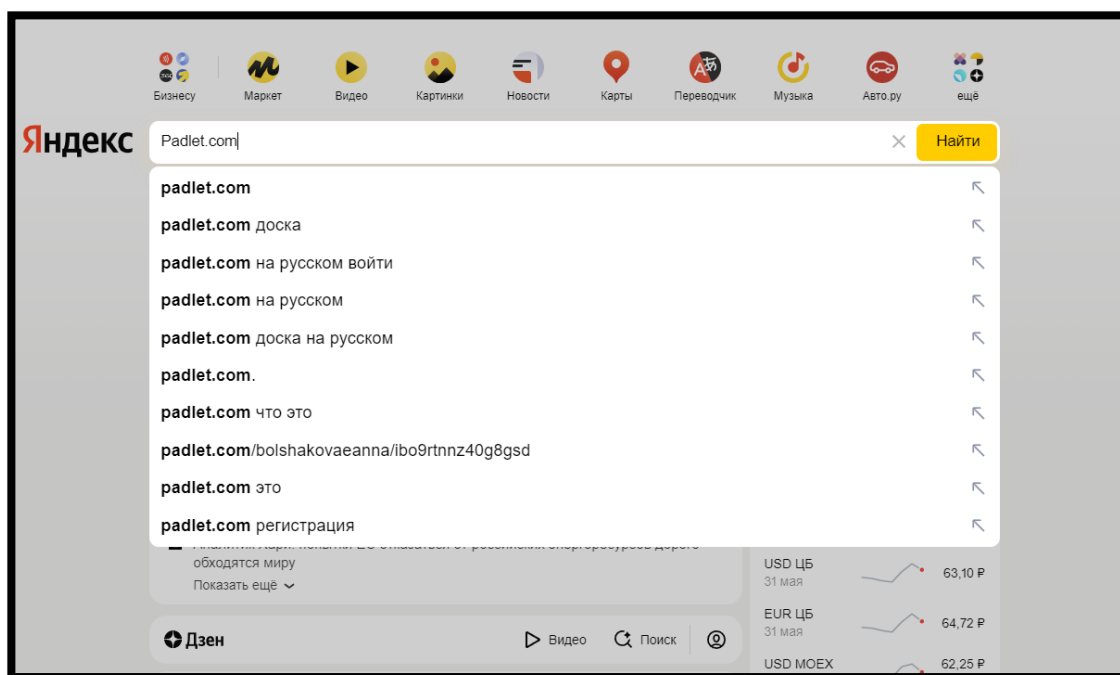 Бизнесу Маркет Видео Картинки Новости Карты Переводчик Музыка Авто.ру ещё
Яндекс Padlet.com Найти
padlet.com
padlet.com доска
padlet.com на русском войти
padlet.com на русском
padlet.com доска на русском
padlet.com.
padlet.com что это
padlet.com/bolshakovaeanna/ibo9rtnnz40g8gsd
padlet.com это
padlet.com регистрация
обходятся миру
Показать ещё
USD ЦБ
31 мая
63,10 ₽
EUR ЦБ
31 мая
64,72 ₽
Дзен Видео Поиск
USD MOEX
62,25 ₽